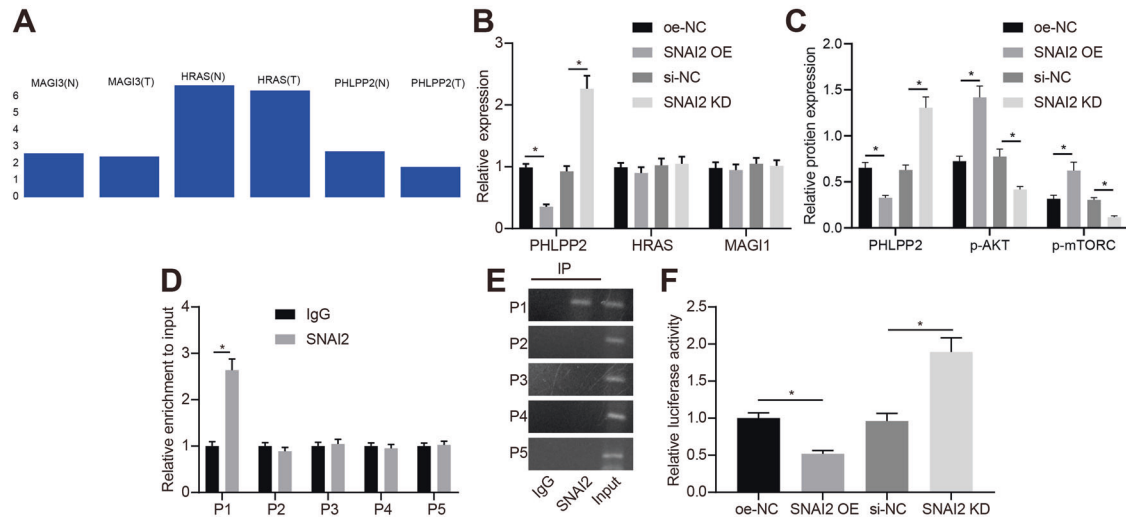 A
MAGI3(N)
MAGI3(T)
HRAS(N)
HRAS(T)
PHLPP2(N)
PHLPP2(T)
6
5
4
3
2
1
0
B
Relative expression
3
2
1
0
oe-NC
SNAI2 OE
si-NC
SNAI2 KD
*
*
PHLPP2 HRAS MAGI1
C
Relative protien expression
2.0
1.5
1.0
0.5
0.0
oe-NC
SNAI2 OE
si-NC
SNAI2 KD
*
*
*
*
*
*
PHLPP2 p-AKT p-mTORC
D
Relative enrichment to input
4
3
2
1
0
IgG
SNAI2
*
P1 P2 P3 P4 P5
E
IP
P1
P2
P3
P4
P5
IgG SNAI2 Input
F
Relative luciferase activity
2.5
2.0
1.5
1.0
0.5
0.0
*
*
oe-NC SNAI2 OE si-NC SNAI2 KD